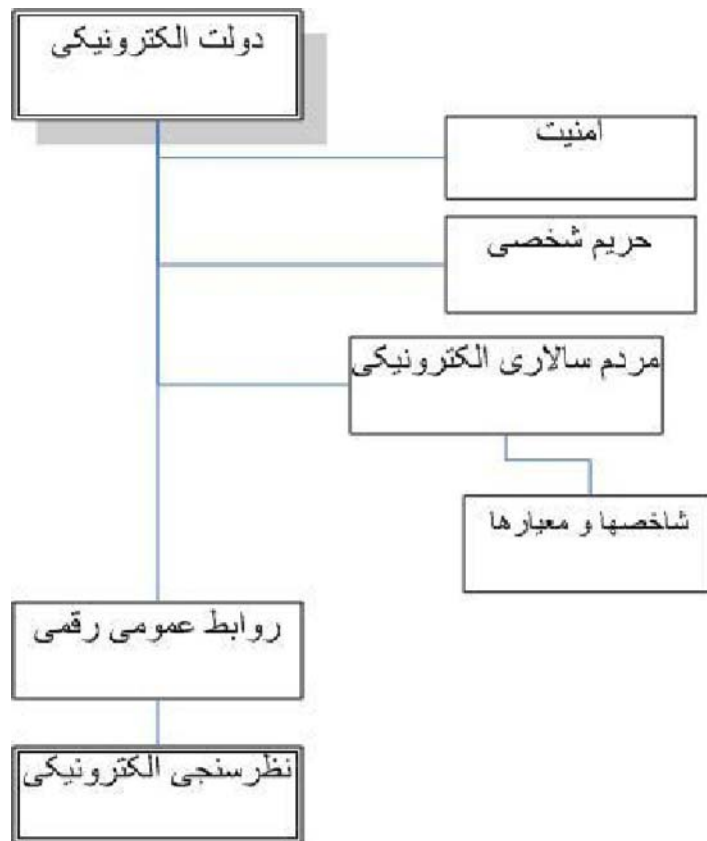 دولت الکترونیکی
امنیت
حریم شخصی
مردم سالاری الکترونیکی
شاخصها و معیارها
روابط عمومی رقمی
نظرسنجی الکترونیکی